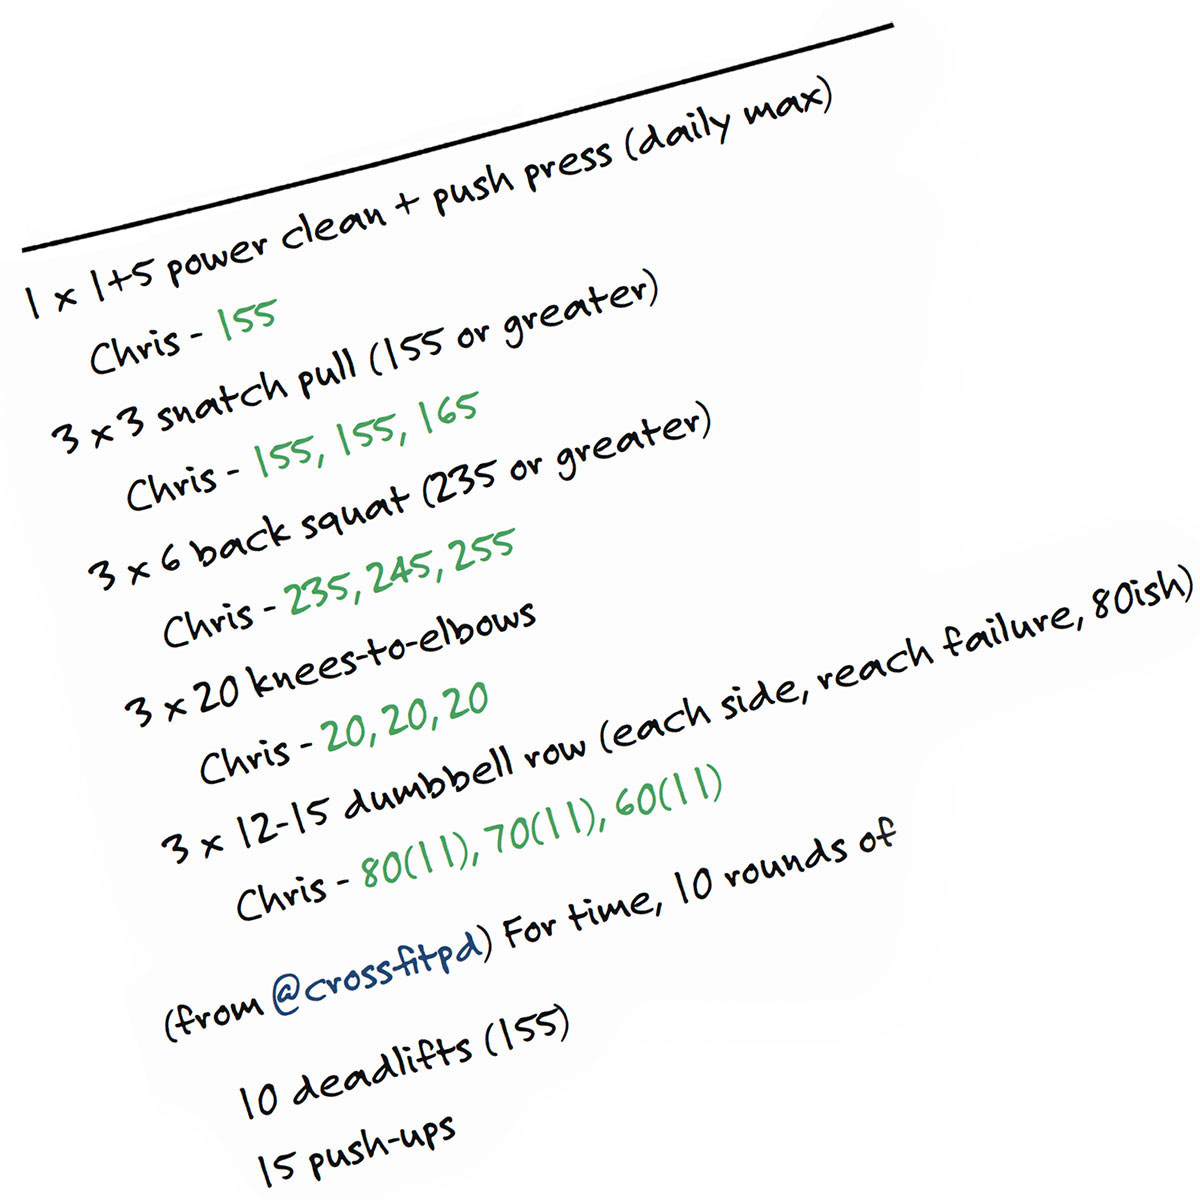 1 x 1+5 power clean + push press (daily max)
Chris - 155
3 x 3 snatch pull (155 or greater)
Chris - 155, 155, 165
3 x 6 back squat (235 or greater)
Chris - 235, 245, 255
3 x 20 knees-to-elbows
Chris - 20, 20, 20
3 x 12-15 dumbbell row (each side, reach failure, 80ish)
Chris - 80(11), 70(11), 60(11)
(from @crossfitpd) For time, 10 rounds of
10 deadlifts (155)
15 push-ups